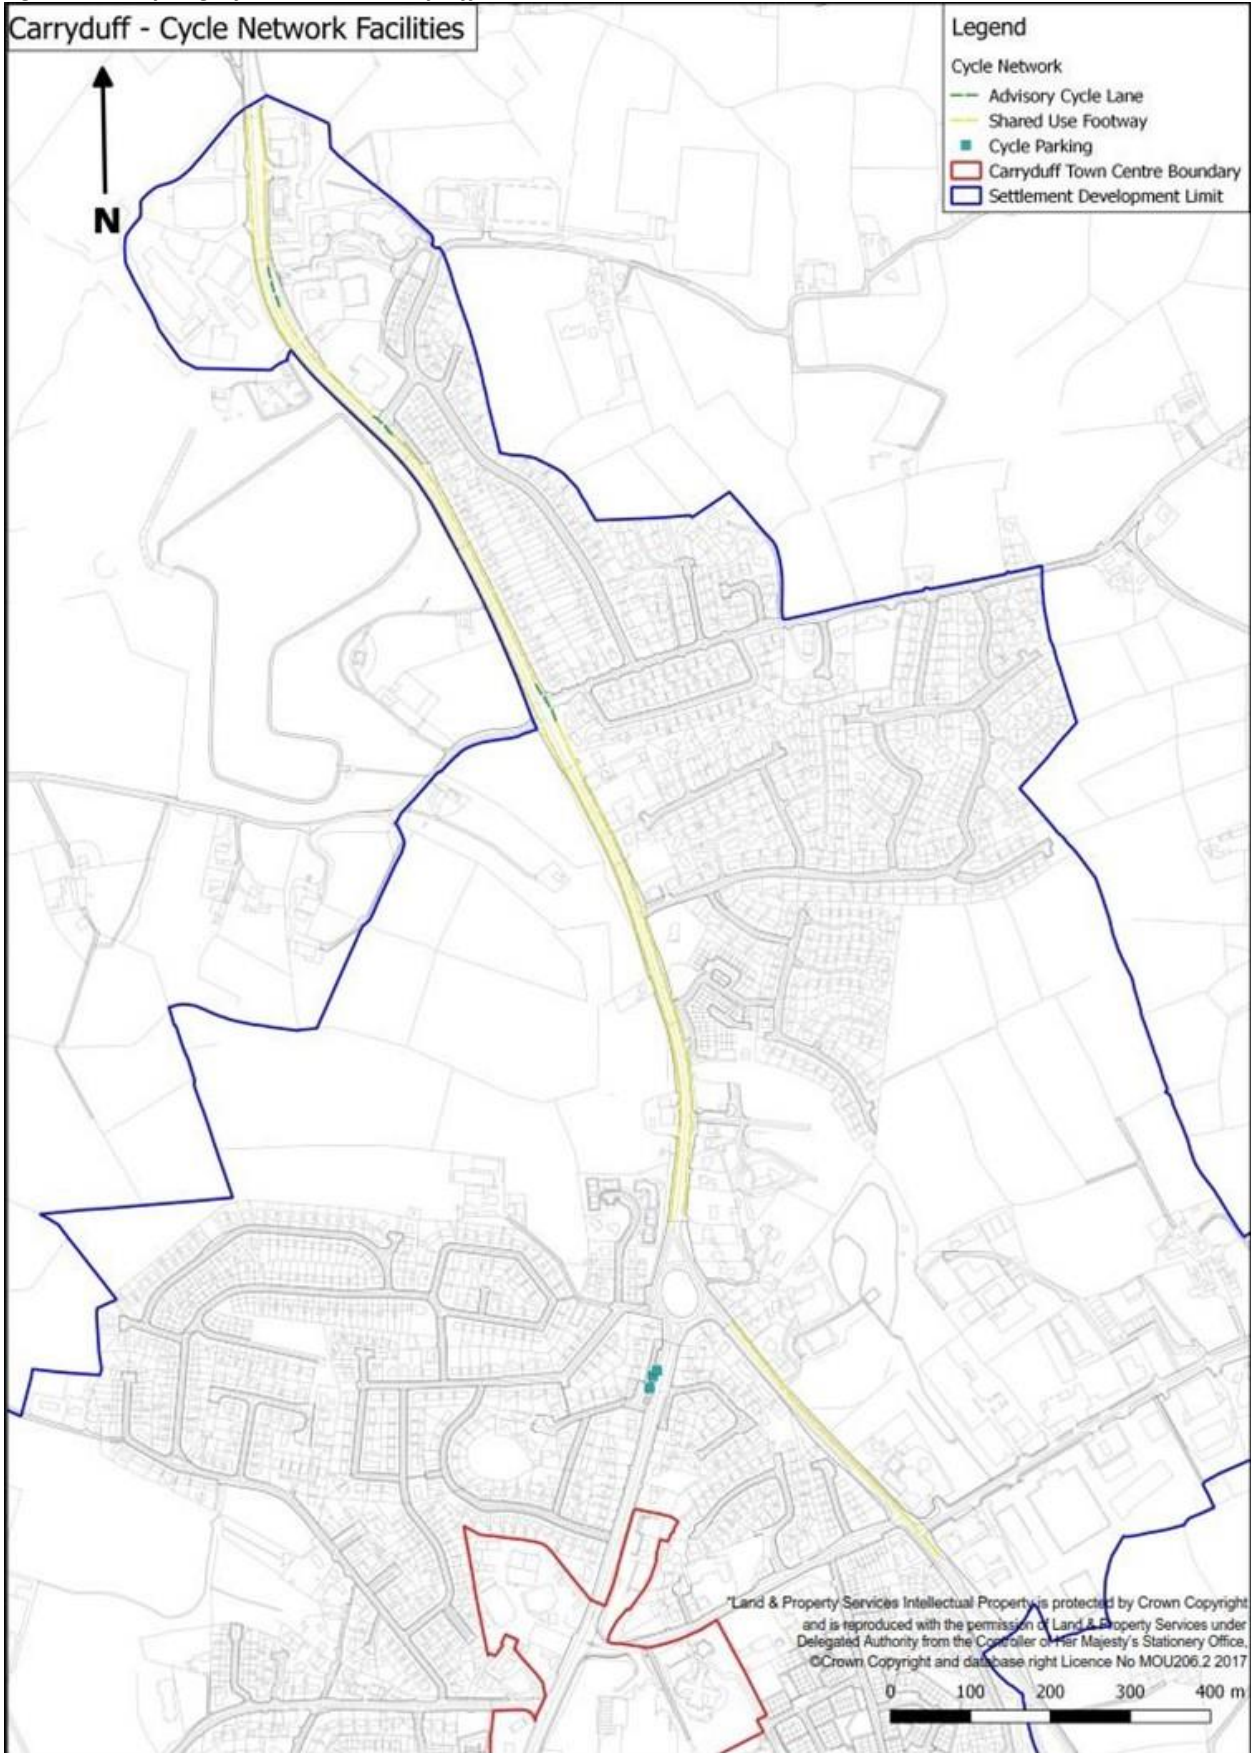 Carryduff - Cycle Network Facilities
N
Legend
Cycle Network
Advisory Cycle Lane
Shared Use Footway
Cycle Parking
Carryduff Town Centre Boundary
Settlement Development Limit
"Land & Property Services Intellectual Property is protected by Crown Copyright
and is reproduced with the permission of Land & Property Services under
Delegated Authority from the Controller of Her Majesty's Stationery Office,
©Crown Copyright and database right Licence No MOU206.2 2017
0 100 200 300 400 m